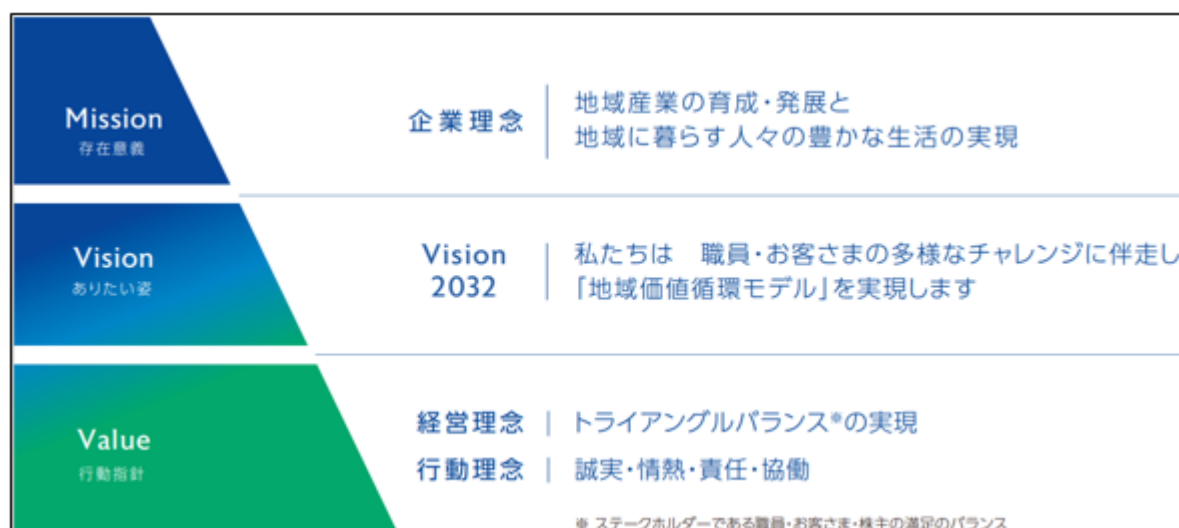 Mission
存在意義
企業理念
地域産業の育成・発展と
地域に暮らす人々の豊かな生活の実現
Vision
ありたい姿
Vision
2032
私たちは　職員・お客さまの多様なチャレンジに伴走し
「地域価値循環モデル」を実現します
Value
行動指針
経営理念
トライアングルバランス※の実現
行動理念
誠実・情熱・責任・協働
※ ステークホルダーである職員・お客さま・株主の満足のバランス